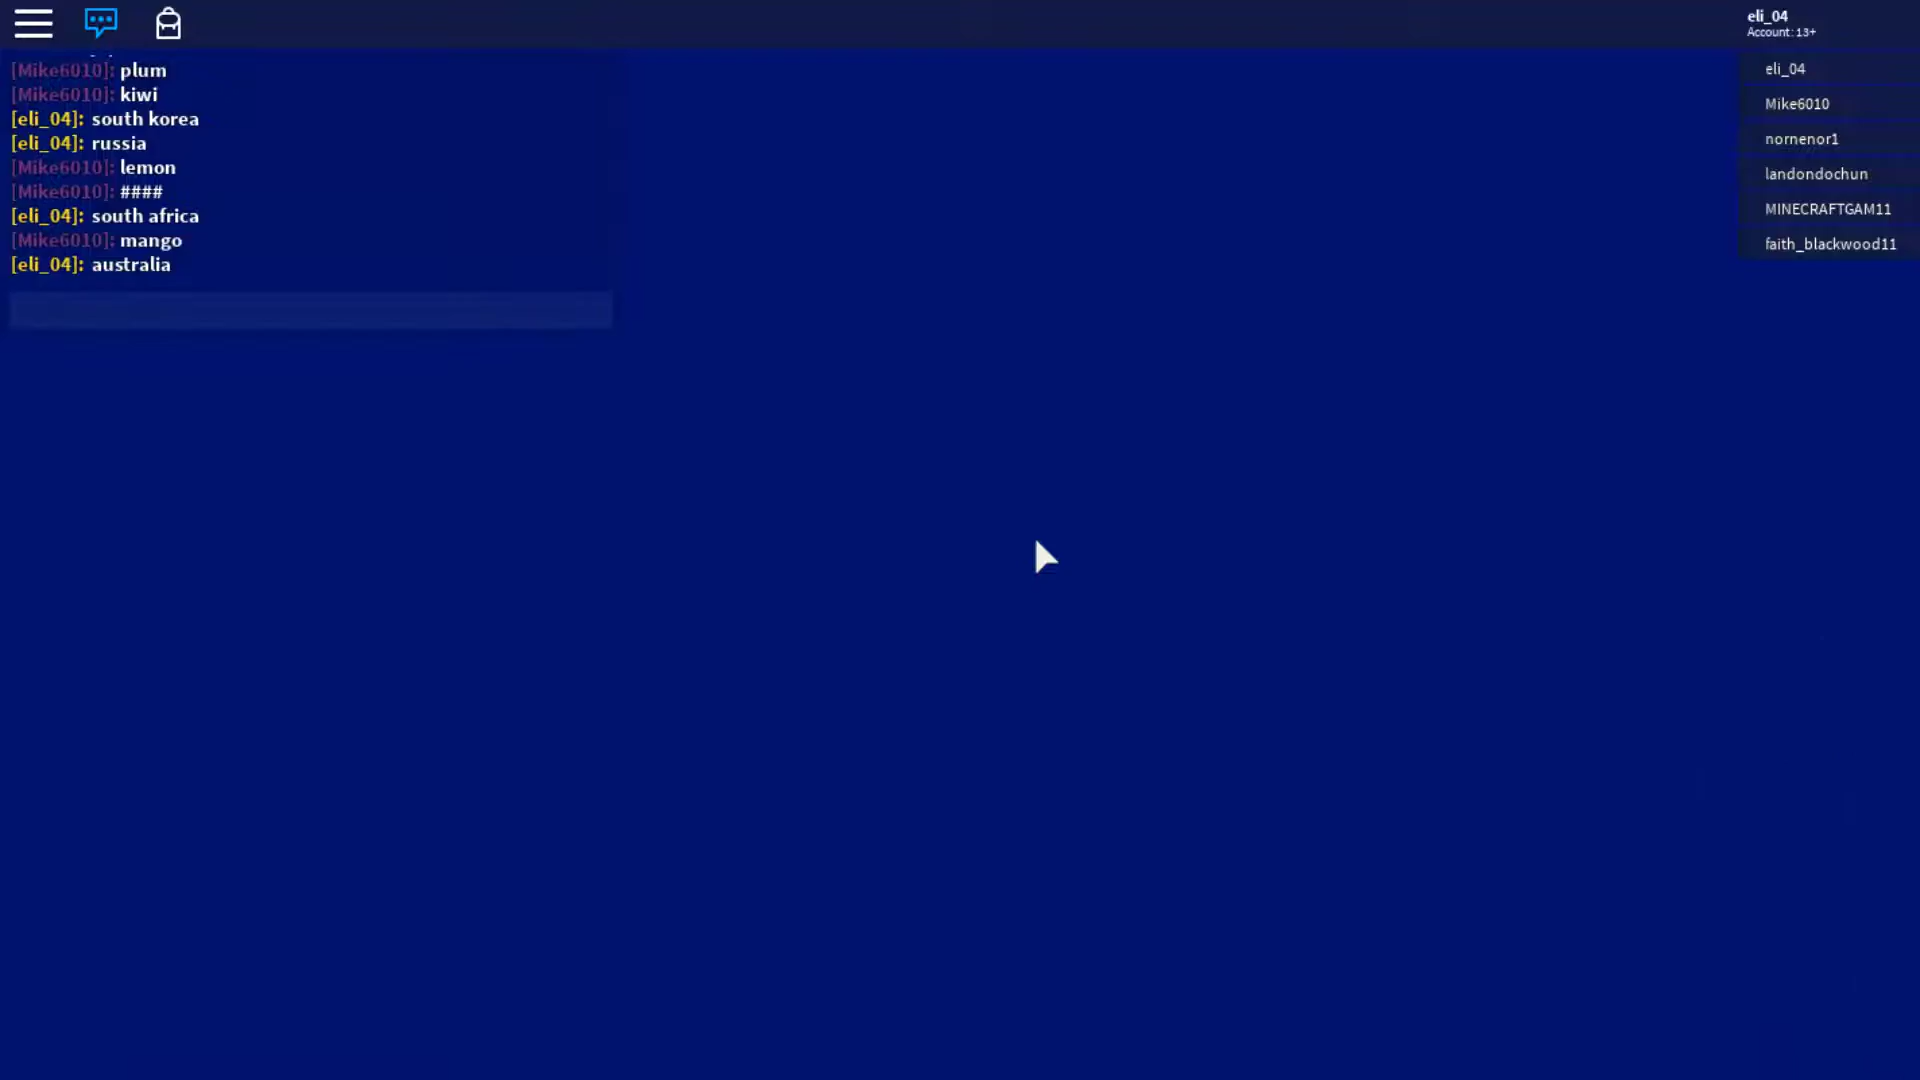 eli_04
Account: 13+
[Mike6010]: plum
[Mike6010]: kiwi
[eli_04]: south korea
[eli_04]: russia
[Mike6010]: lemon
[Mike6010]: ####
[eli_04]: south africa
[Mike6010]: mango
[eli_04]: australia
eli_04
Mike6010
nornenor1
landondochun
MINECRAFTGAM11
faith_blackwood11